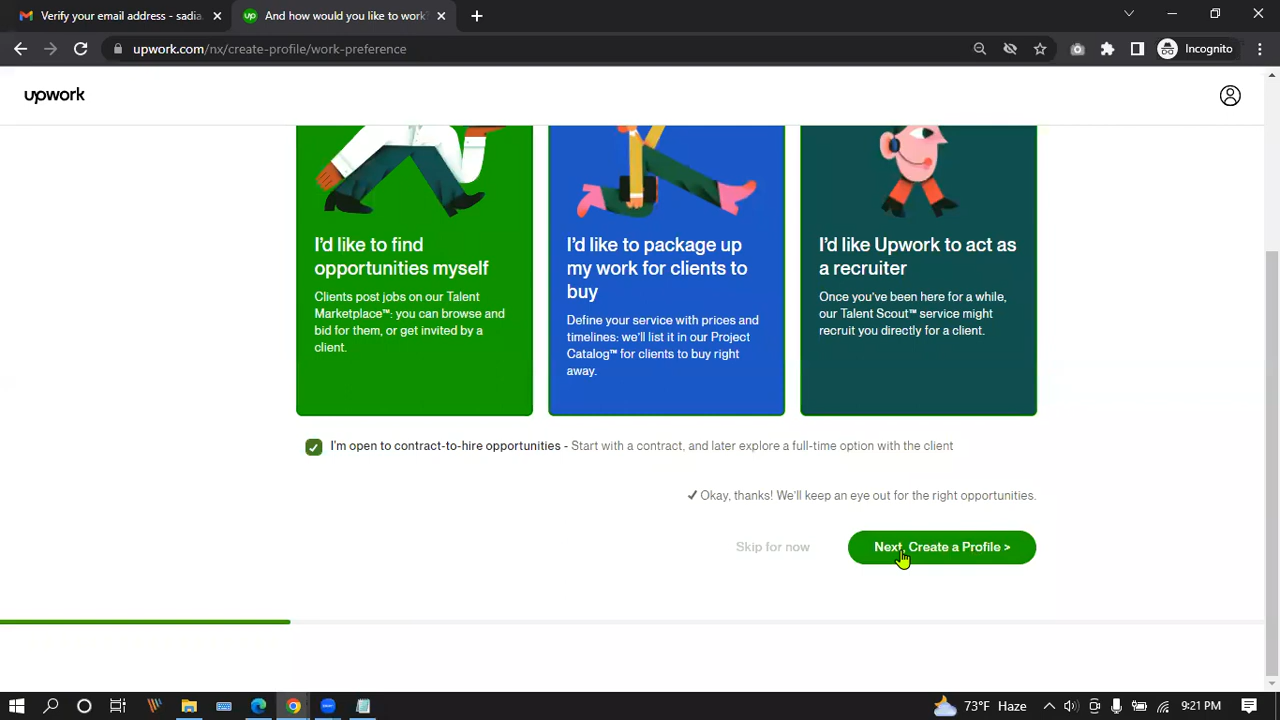 Verify your email address - sadia
And how would you like to work?
upwork.com/nx/create-profile/work-preference
Incognito
upwork
I'd like to find
opportunities myself
Clients post jobs on our Talent
Marketplace™: you can browse and
bid for them, or get invited by a
client.
I'd like to package up
my work for clients to
buy
Define your service with prices and
timelines: we'll list it in our Project
Catalog™ for clients to buy right
away.
I'd like Upwork to act as
a recruiter
Once you've been here for a while,
our Talent Scout™ service might
recruit you directly for a client.
I'm open to contract-to-hire opportunities - Start with a contract, and later explore a full-time option with the client
✓ Okay, thanks! We'll keep an eye out for the right opportunities.
Skip for now
Next, Create a Profile >
73°F Haze
9:21 PM